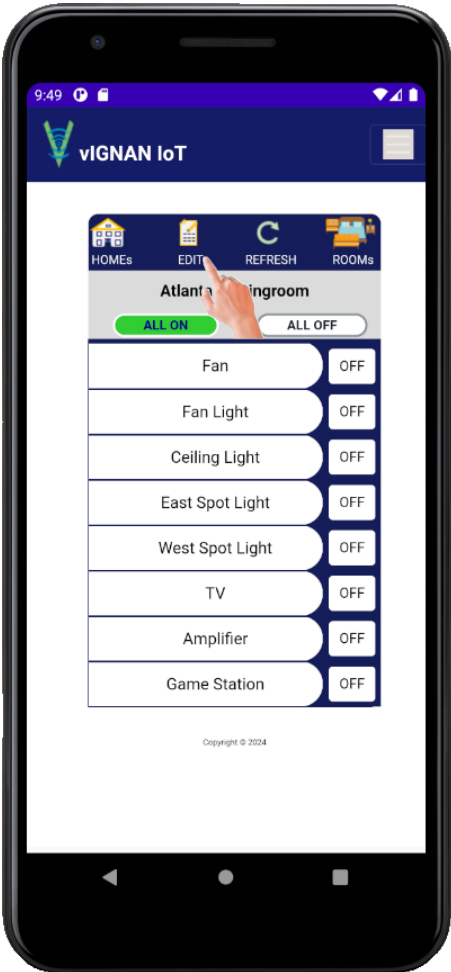 9:49
vIGNAN IoT
HOMEs EDIT REFRESH ROOMs
Atlanta ingroom
ALL ON ALL OFF
Fan OFF
Fan Light OFF
Ceiling Light OFF
East Spot Light OFF
West Spot Light OFF
TV OFF
Amplifier OFF
Game Station OFF
Copyright © 2024